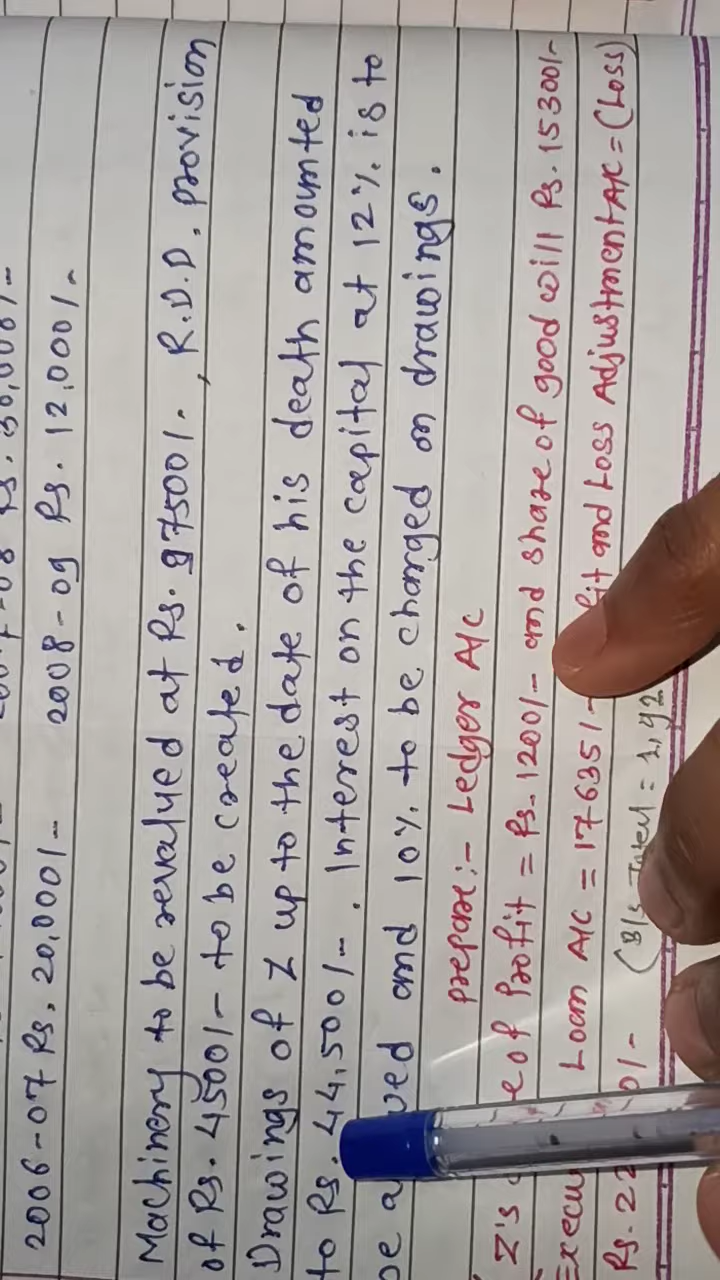 2006-07 Rs. 20,000/- 2008-09 Rs. 12,000/-
Machinery to be revalued at Rs. 97500/-, R.D.D. provision
of Rs. 4500/- to be created.
Drawings of Z up to the date of his death amounted
to Rs. 44,500/-. Interest on the capital at 12% is to
be and 10% to be charged on drawings.
prepare:- Ledger A/c
Z's of Profit = Rs. 1200/- and share of good will Rs. 15300/-
Loan A/c = 17635/- and Loss Adjustment A/c = (Loss)
Rs. (B/s Total =